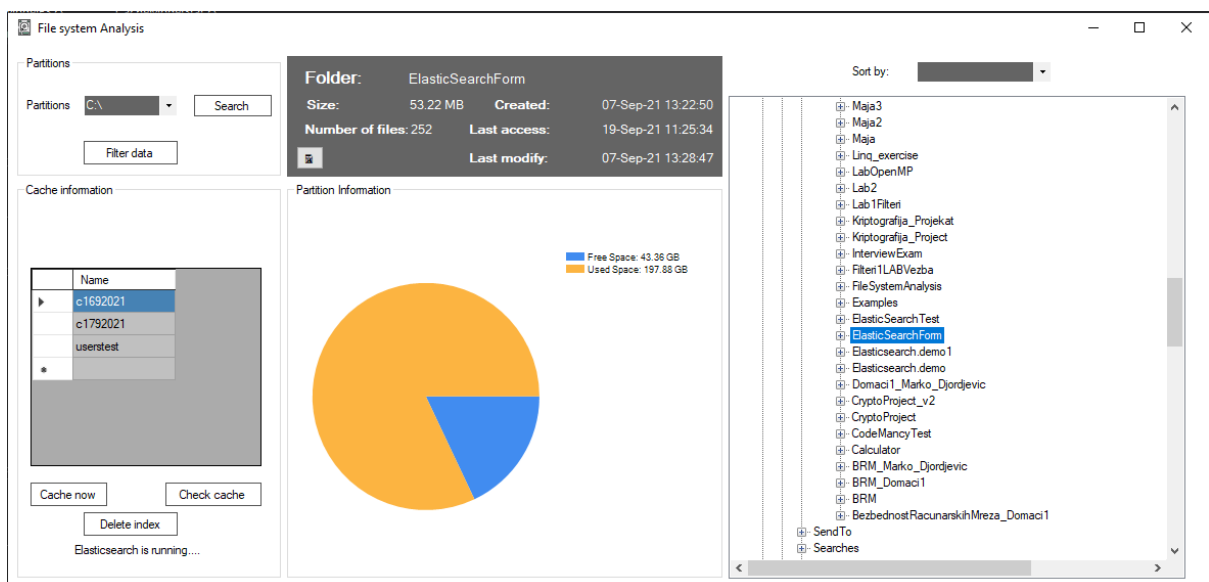 File system Analysis
Partitions
Partitions C:\ Search
Filter data
Folder: ElasticSearchForm
Size: 53.22 MB Created: 07-Sep-21 13:22:50
Number of files: 252 Last access: 19-Sep-21 11:25:34
Last modify: 07-Sep-21 13:28:47
Sort by:
Cache information
Name
c1692021
c1792021
userstest
Cache now Check cache
Delete index
Elasticsearch is running....
Partition Information
Free Space: 43.36 GB
Used Space: 197.88 GB
Maja3
Maja2
Maja
Linq_exercise
LabOpenMP
Lab2
Lab1Filteri
Kriptografija_Projekat
Kriptografija_Project
InterviewExam
Filteri1LABVezba
FileSystemAnalysis
Examples
ElasticSearchTest
ElasticSearchForm
Elasticsearch.demo1
Elasticsearch.demo
Domaci1_Marko_Djordjevic
CryptoProject_v2
CryptoProject
CodeMancyTest
Calculator
BRM_Marko_Djordjevic
BRM_Domaci1
BRM
BezbednostRacunarskihMreza_Domaci1
SendTo
Searches